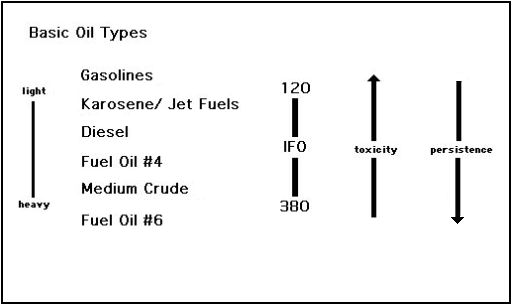 Basic Oil Types
light
heavy
Gasolines
Karosene/ Jet Fuels
Diesel
Fuel Oil #4
Medium Crude
Fuel Oil #6
120
IFO
380
toxicity
persistence